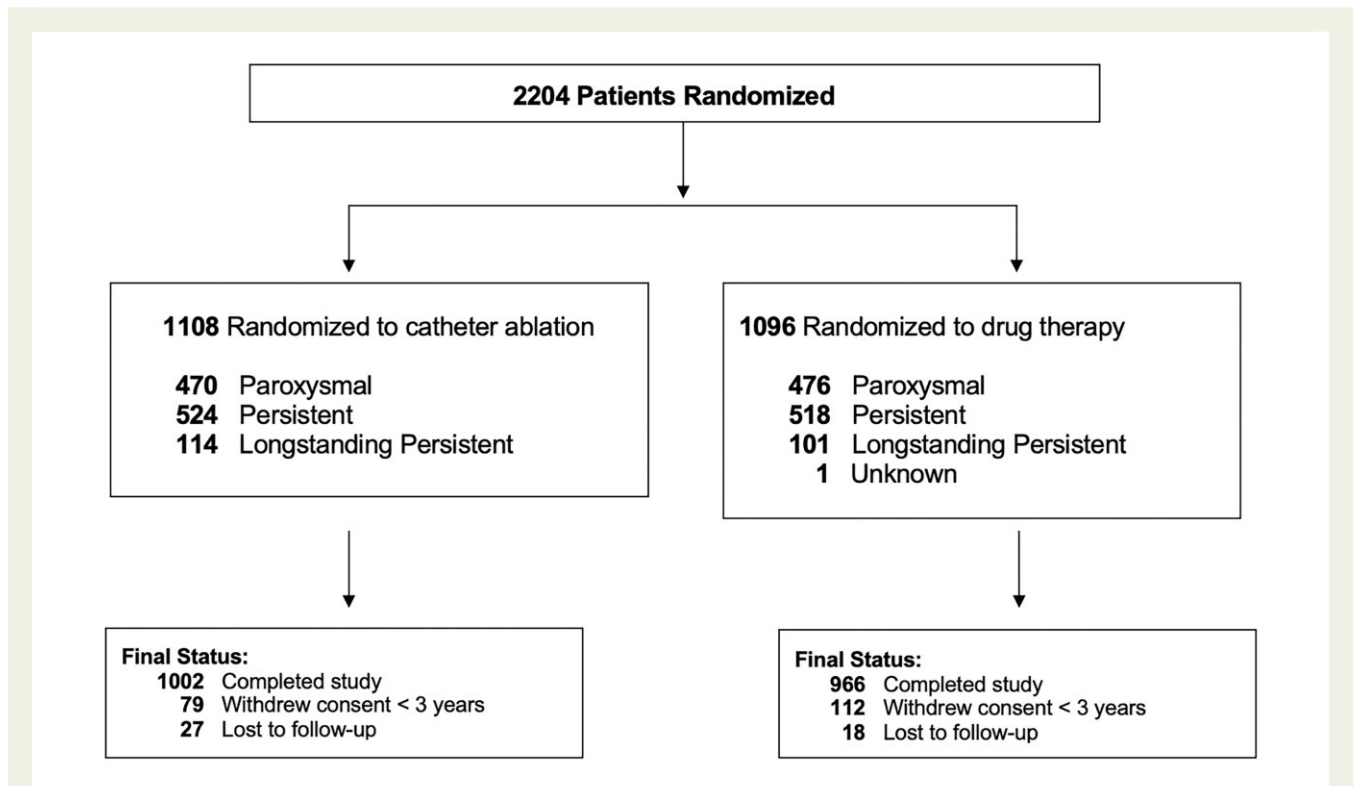 2204 Patients Randomized
1108 Randomized to catheter ablation
470 Paroxysmal
524 Persistent
114 Longstanding Persistent
1096 Randomized to drug therapy
476 Paroxysmal
518 Persistent
101 Longstanding Persistent
1 Unknown
Final Status:
1002 Completed study
79 Withdrew consent < 3 years
27 Lost to follow-up
Final Status:
966 Completed study
112 Withdrew consent < 3 years
18 Lost to follow-up